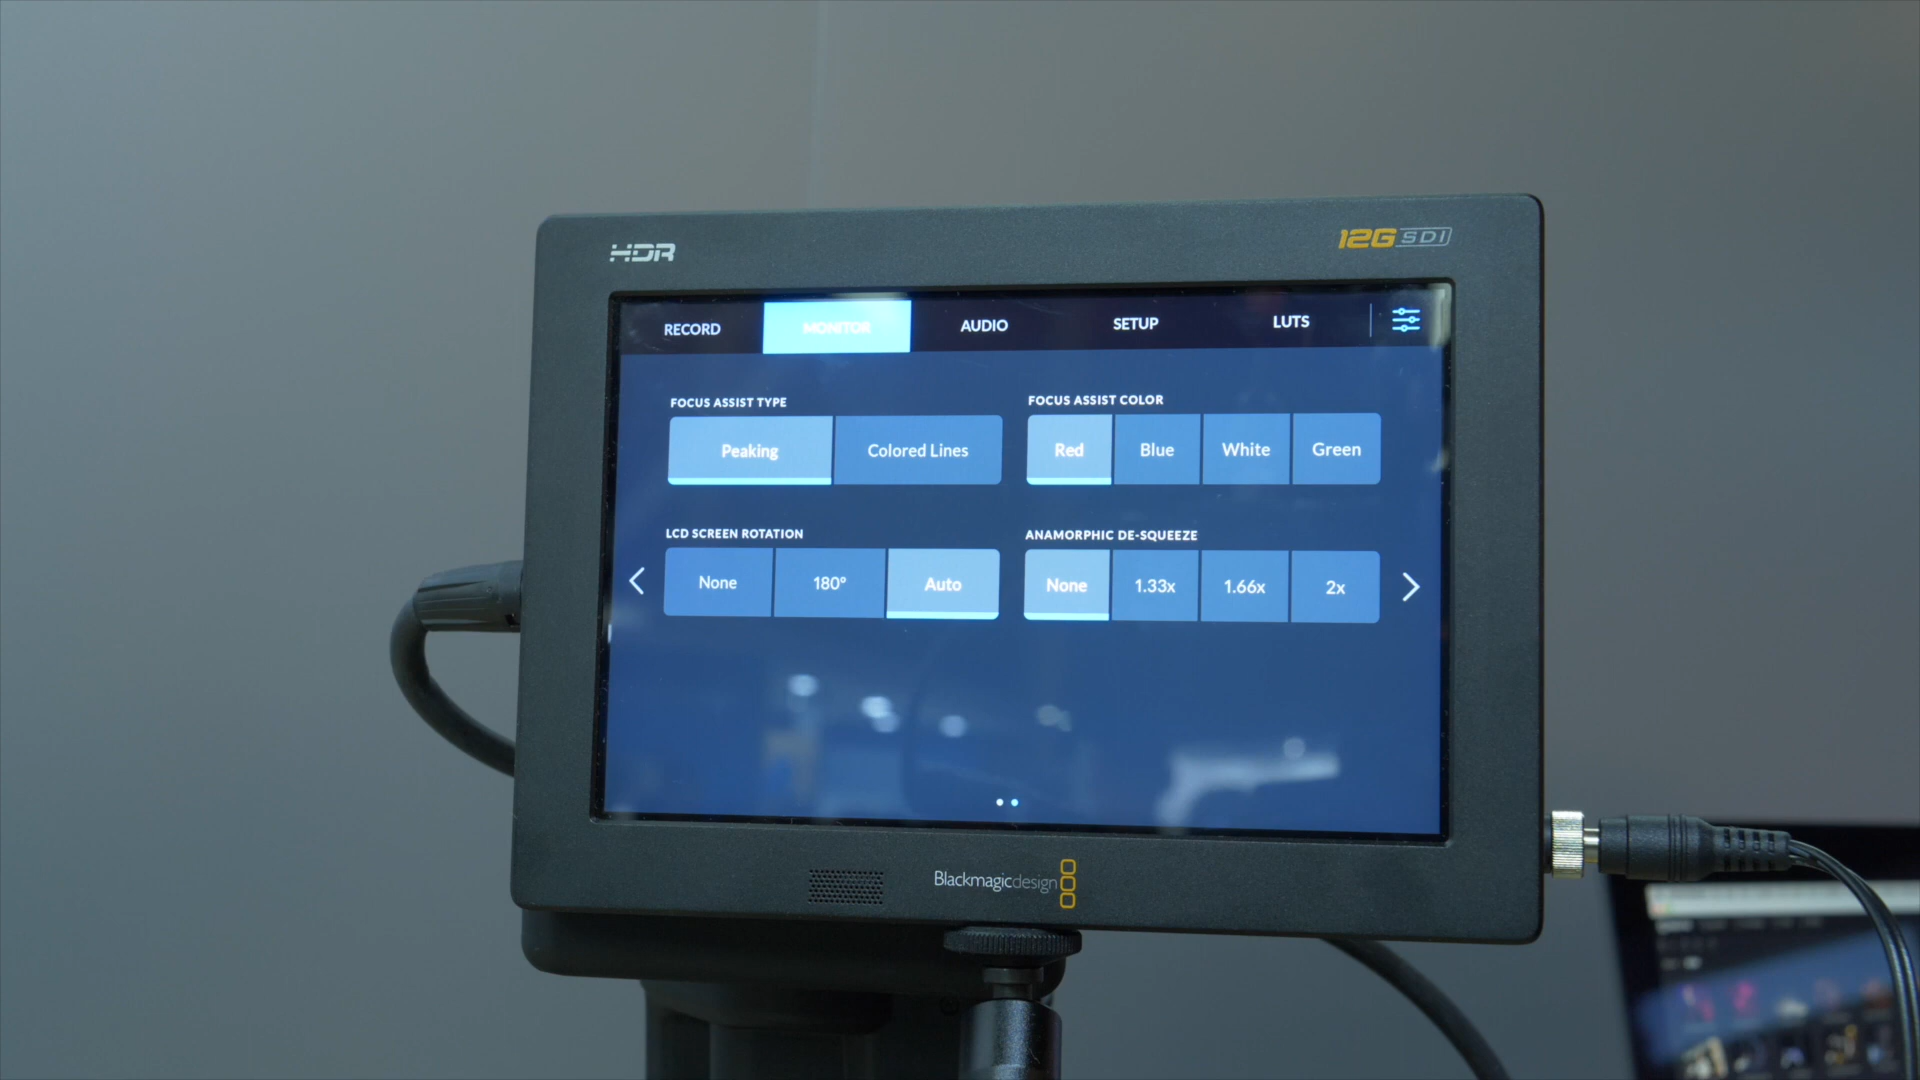 HDR
12G SDI
RECORD MONITOR AUDIO SETUP LUTS
FOCUS ASSIST TYPE
Peaking Colored Lines
FOCUS ASSIST COLOR
Red Blue White Green
LCD SCREEN ROTATION
None 180° Auto
ANAMORPHIC DE-SQUEEZE
None 1.33x 1.66x 2x
Blackmagicdesign